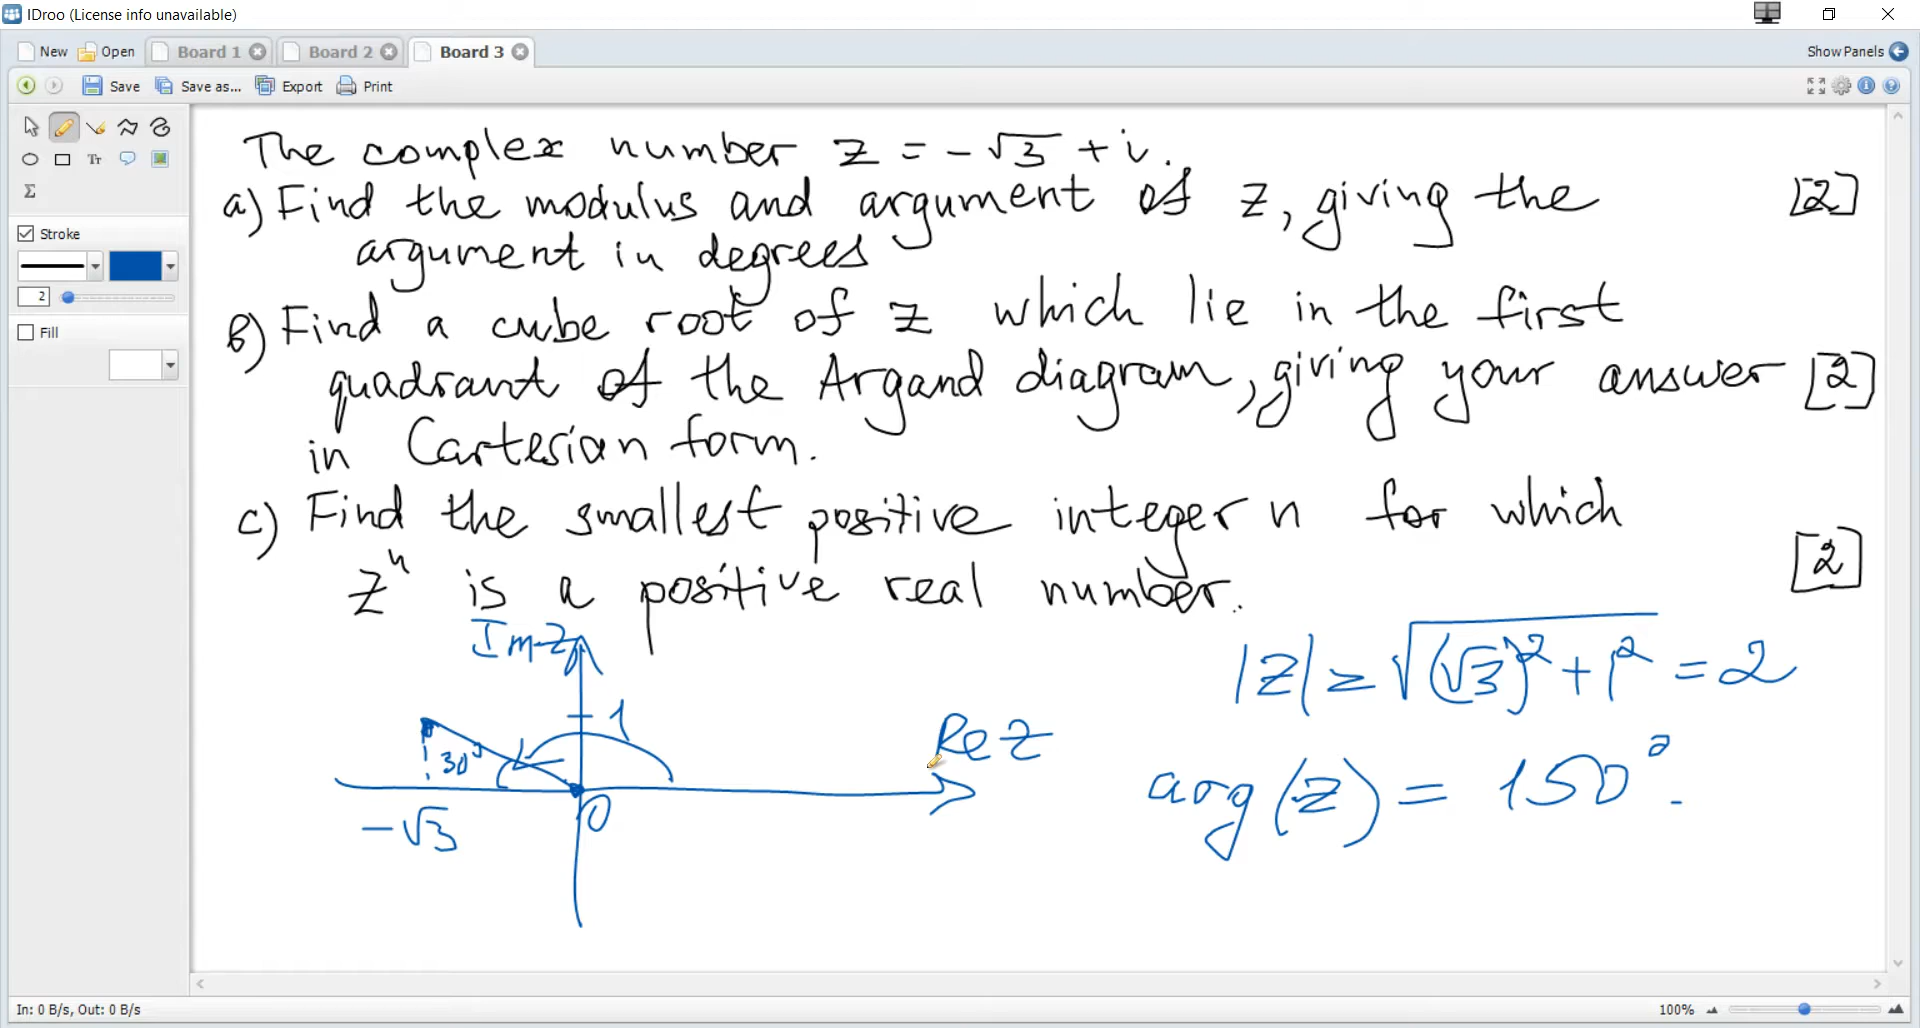 IDroo (License info unavailable)
New Open Board 1 Board 2 Board 3 Show Panels
Save Save as... Export Print
Tt
Σ
Stroke
2
Fill
The complex number z = -√3 + i.
a) Find the modulus and argument of z, giving the [2]
argument in degrees
b) Find a cube root of z which lie in the first
quadrant of the Argand diagram, giving your answer [2]
in Cartesian form.
c) Find the smallest positive integer n for which
zⁿ is a positive real number. [2]
Im z
1
30°
Re z
-√3
0
|z| = √((√3)² + 1²) = 2
arg(z) = 150°.
In: 0 B/s, Out: 0 B/s 100%